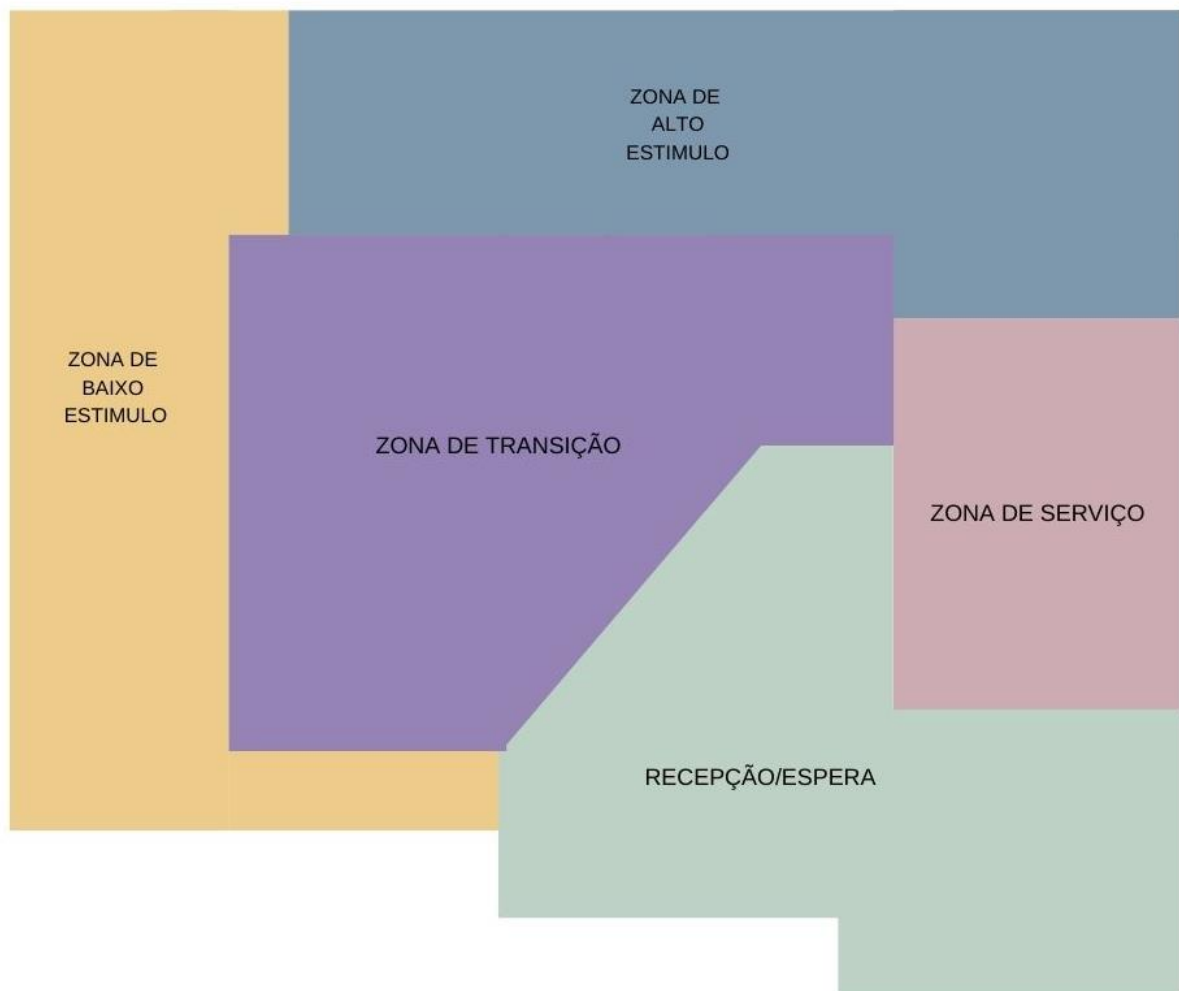 ZONA DE
ALTO
ESTIMULO
ZONA DE
BAIXO
ESTIMULO
ZONA DE TRANSIÇÃO
ZONA DE SERVIÇO
RECEPÇÃO/ESPERA